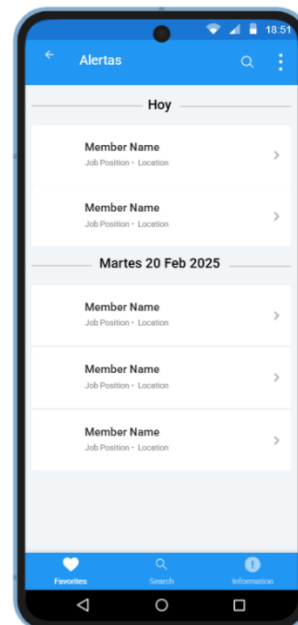 18:51
Alertas
Hoy
Member Name
Job Position - Location
Member Name
Job Position - Location
Martes 20 Feb 2025
Member Name
Job Position - Location
Member Name
Job Position - Location
Member Name
Job Position - Location
Favorites Search Information